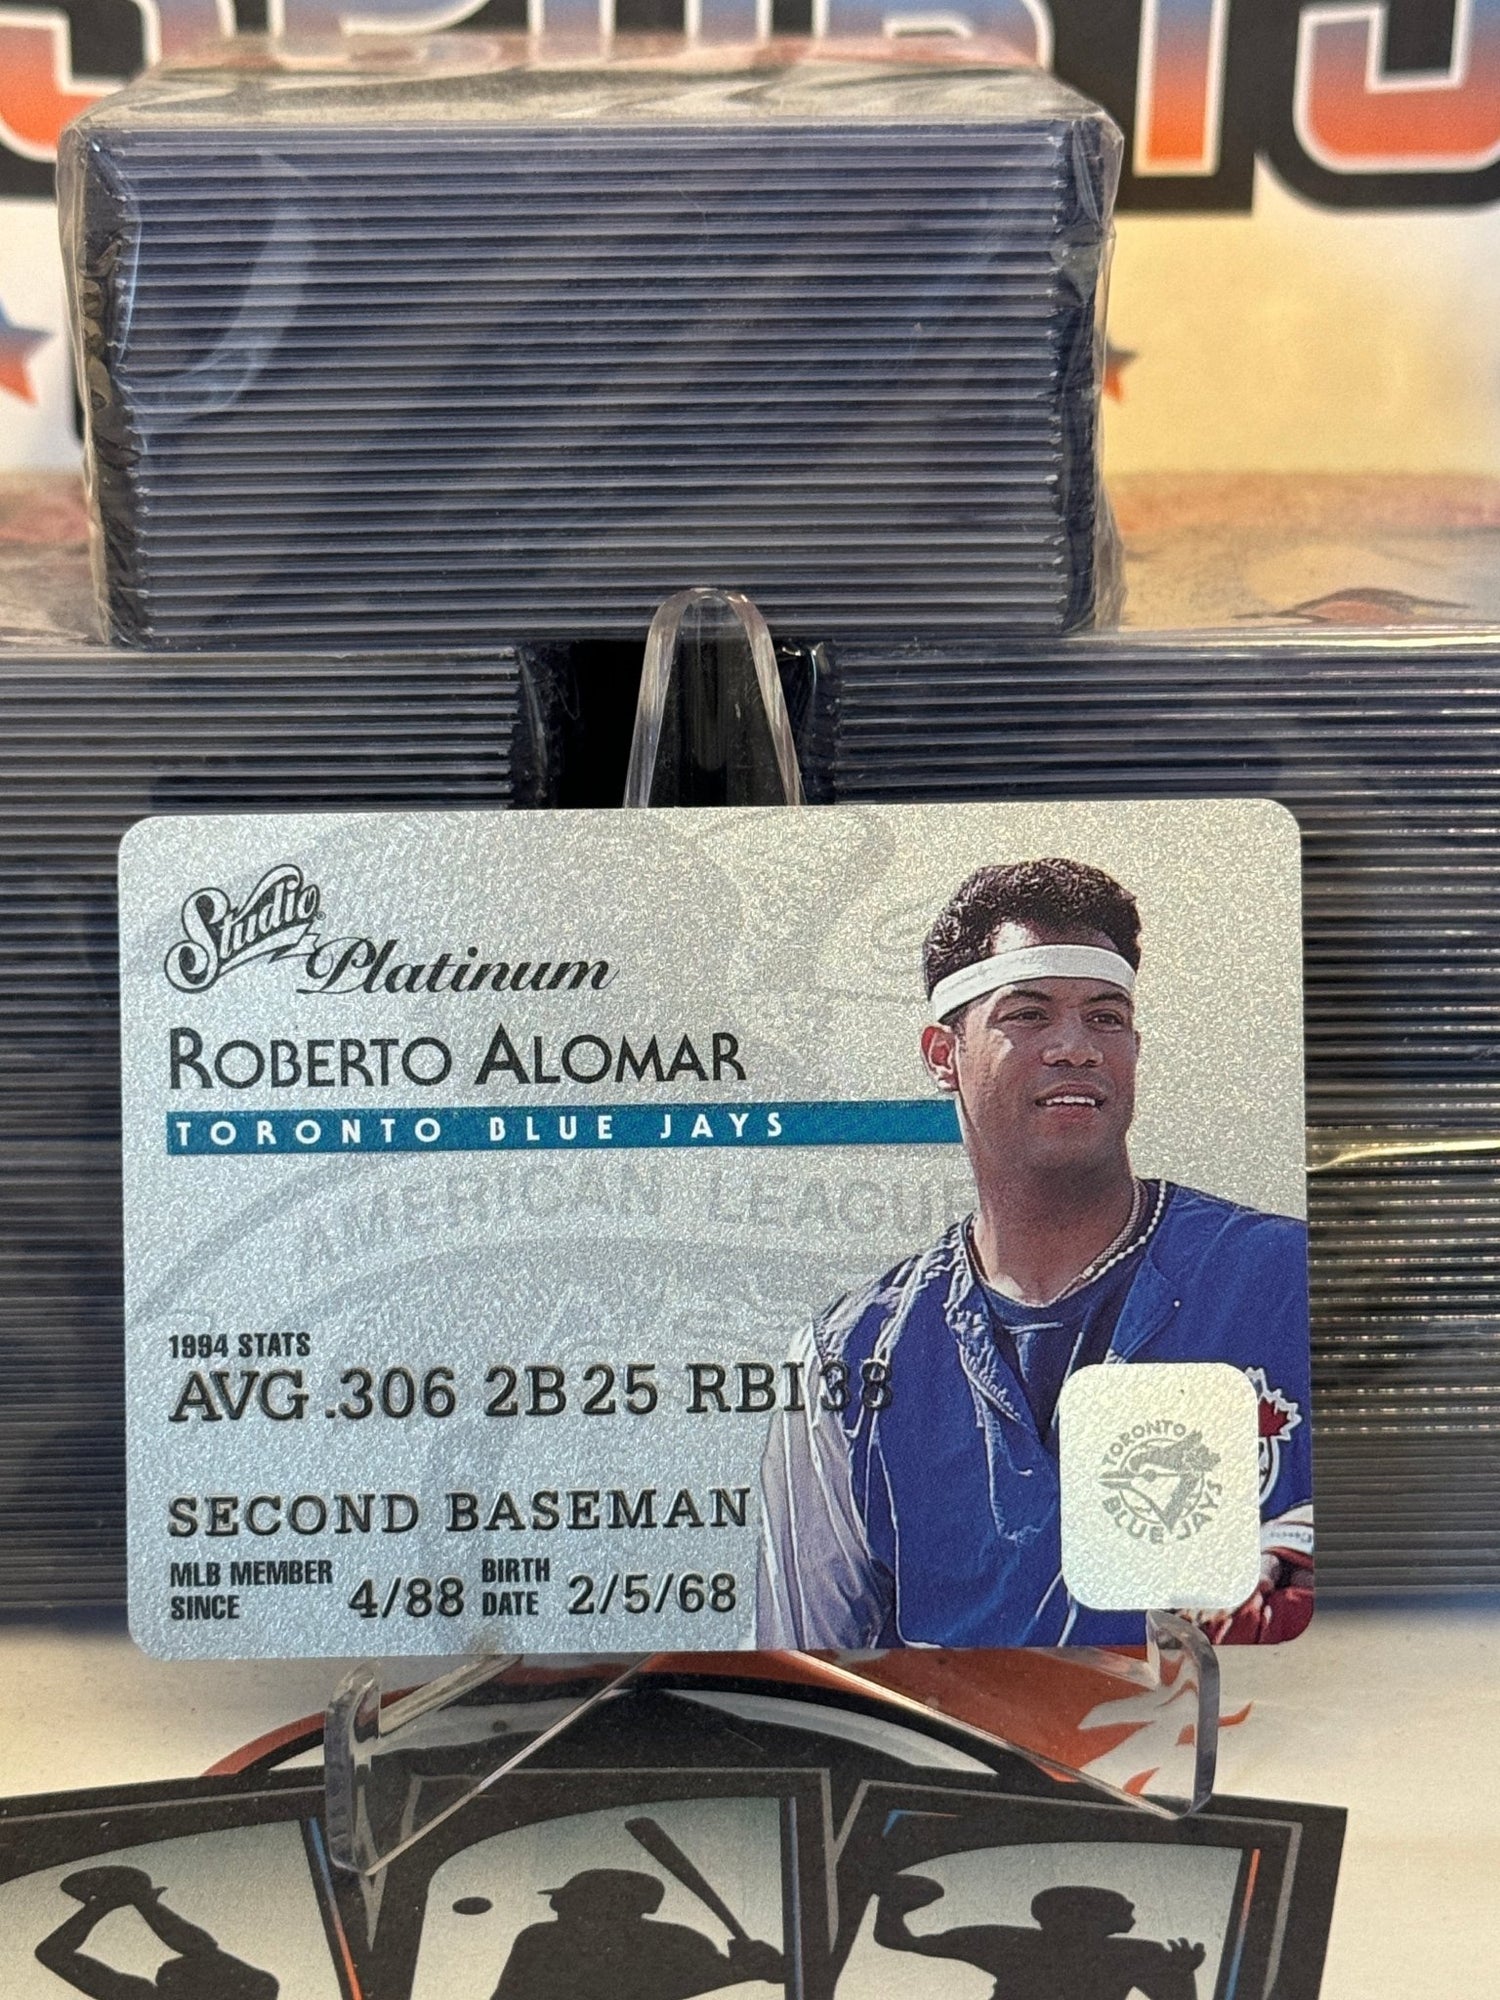 Studio
Platinum
ROBERTO ALOMAR
TORONTO BLUE JAYS
AMERICAN LEAGUE
1994 STATS
AVG .306 2B 25 RBI 38
SECOND BASEMAN
MLB MEMBER SINCE 4/88 BIRTH DATE 2/5/68
TORONTO
BLUE JAYS